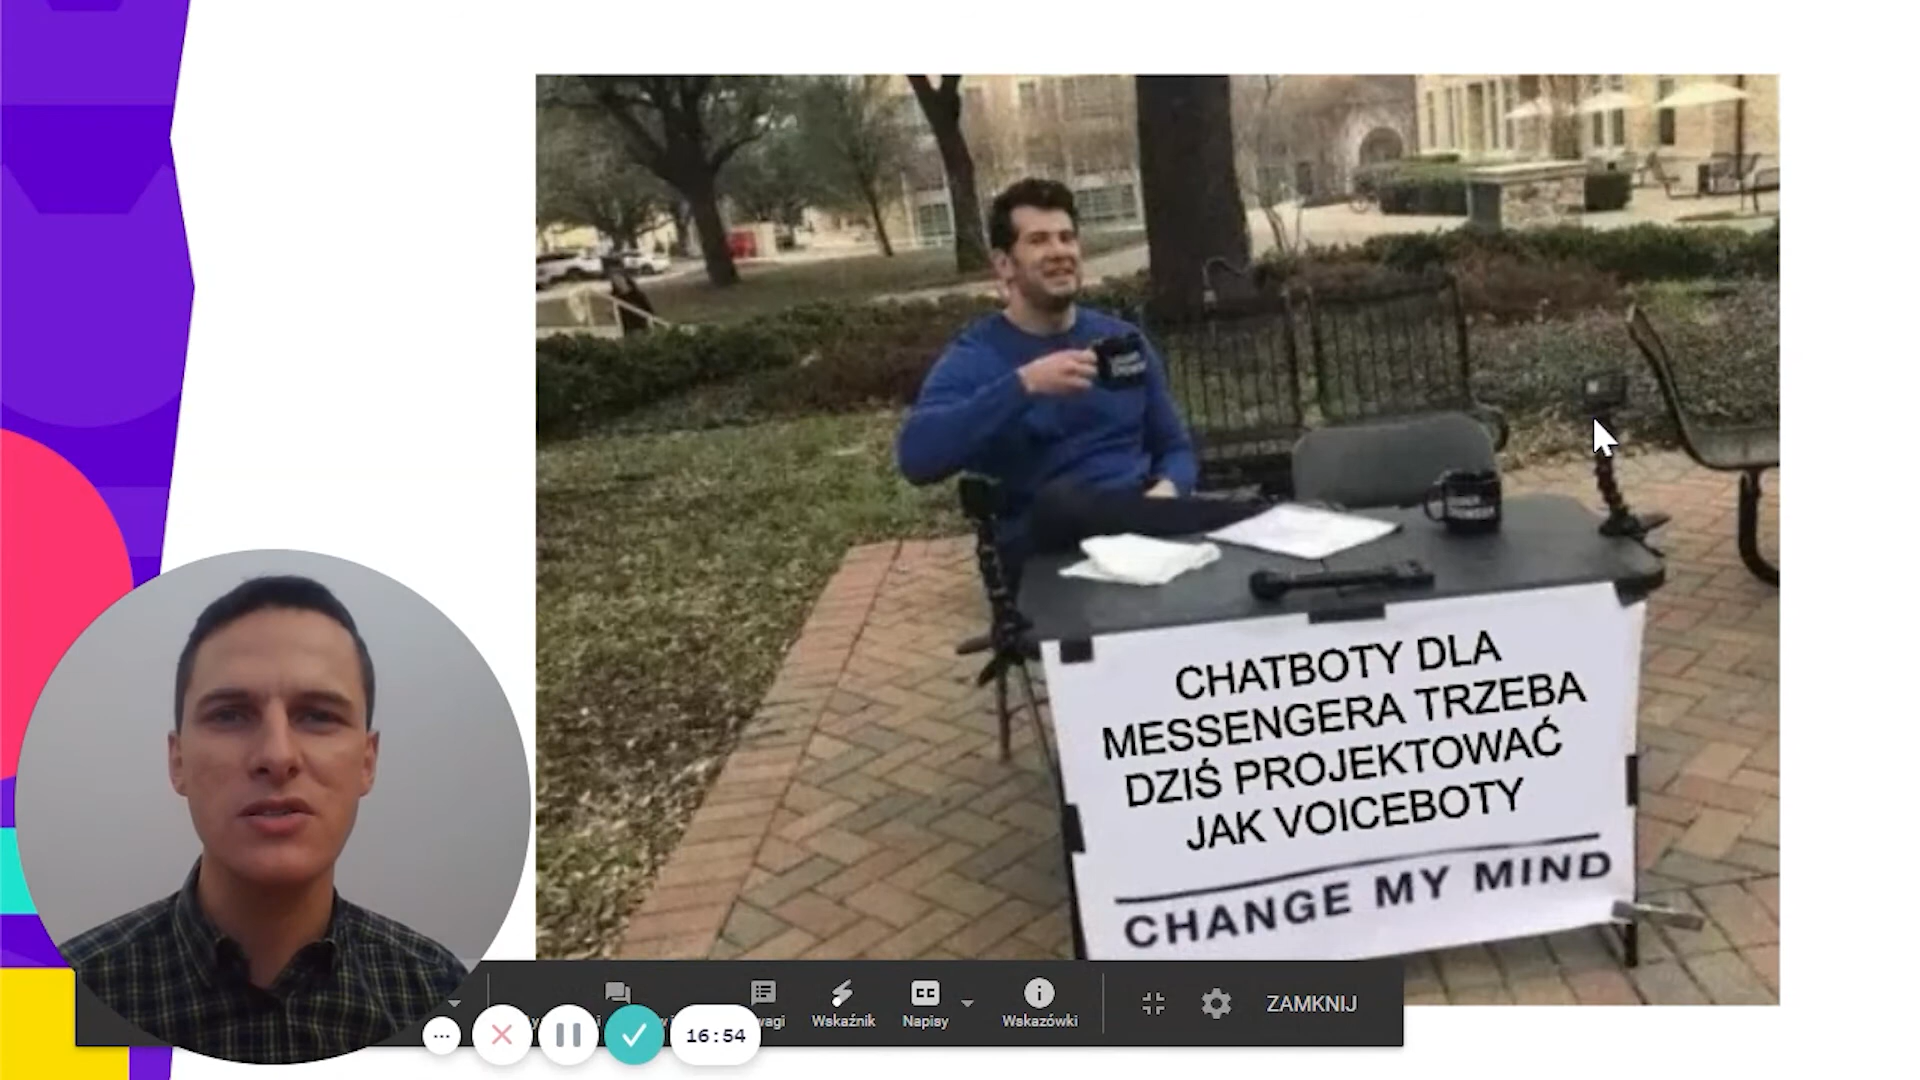 CHATBOTY DLA
MESSENGERA TRZEBA
DZIŚ PROJEKTOWAĆ
JAK VOICEBOTY
CHANGE MY MIND
Wskaźnik
Napisy
Wskazówki
ZAMKNIJ
16:54